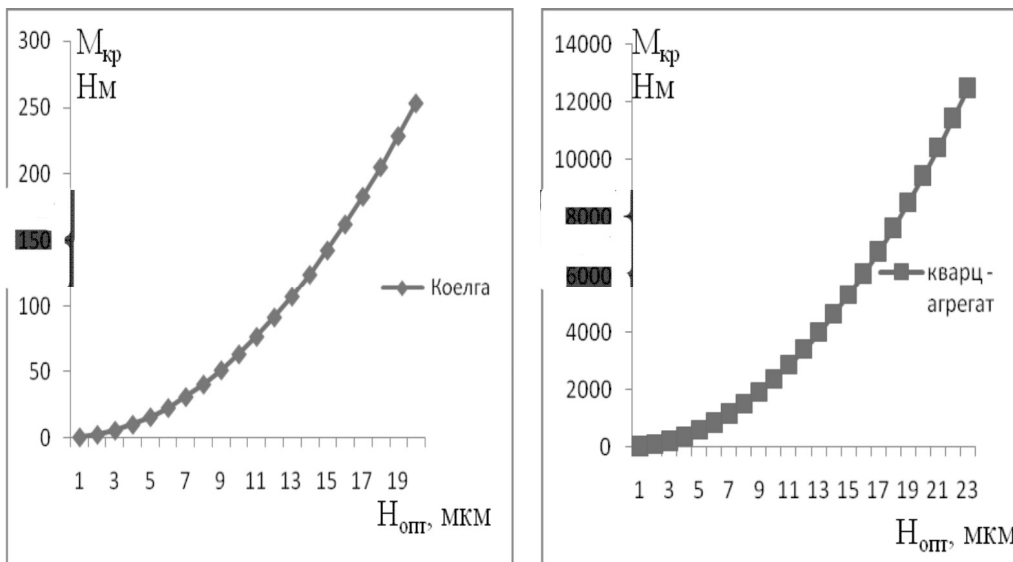 300
250
200
150
100
50
0
Мкр
Нм
Коелга
1 3 5 7 9 11 13 15 17 19
Нопт, мкм
14000
12000
10000
8000
6000
4000
2000
0
Мкр
Нм
кварц -
агрегат
1 3 5 7 9 11 13 15 17 19 21 23
Нопт, мкм